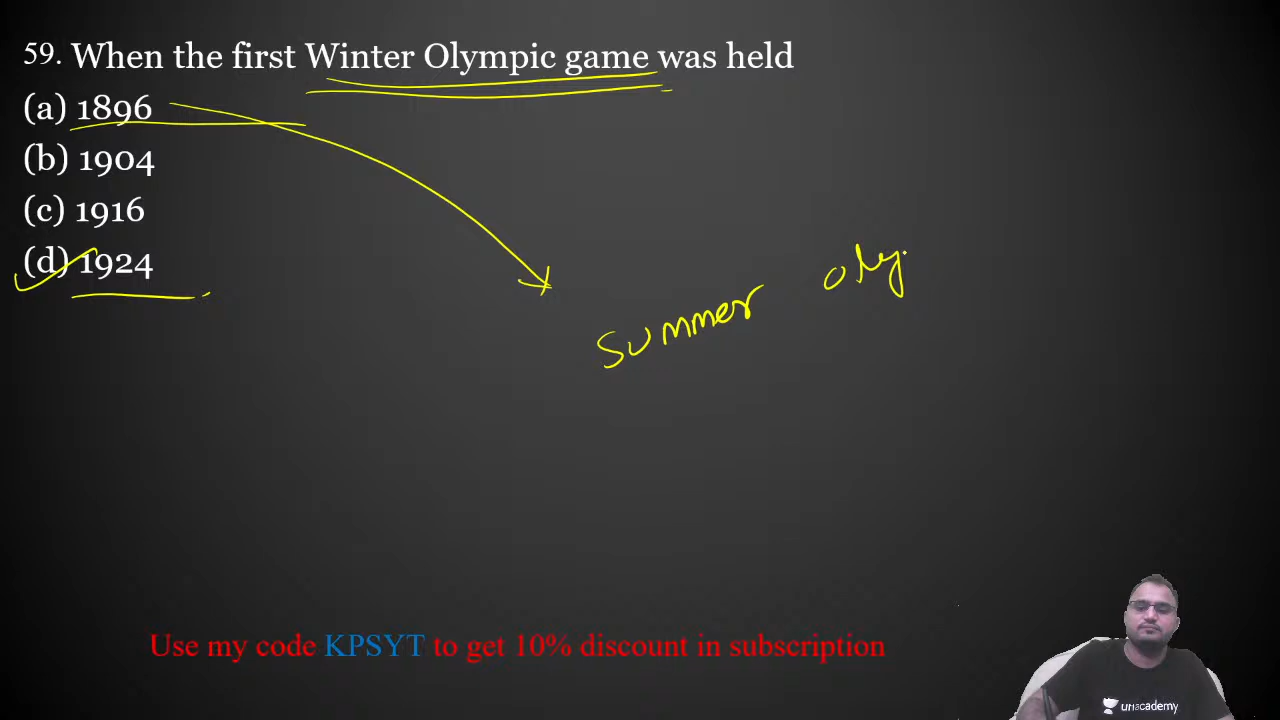 59. When the first Winter Olympic game was held
(a) 1896
(b) 1904
(c) 1916
(d) 1924
summer oly.
Use my code KPSYT to get 10% discount in subscription
unacademy